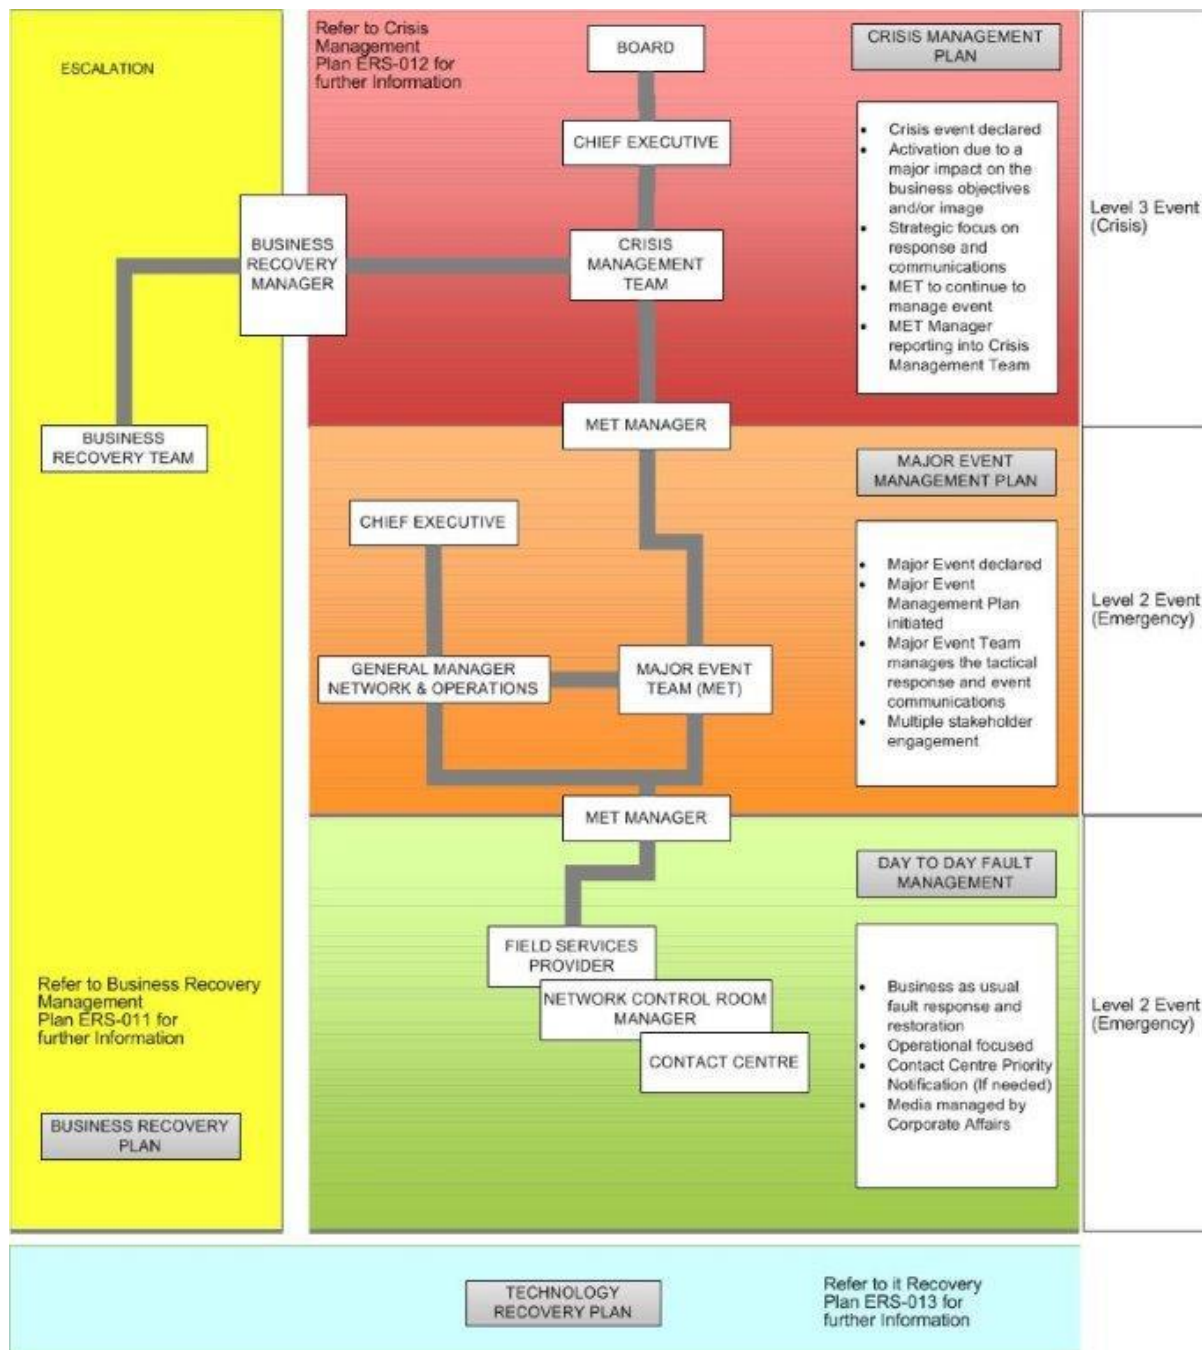 ESCALATION
Refer to Crisis
Management
Plan ERS-012 for
further Information
BOARD
CRISIS MANAGEMENT
PLAN
CHIEF EXECUTIVE
• Crisis event declared
• Activation due to a
major impact on the
business objectives
and/or image
• Strategic focus on
response and
communications
• MET to continue to
manage event
• MET Manager
reporting into Crisis
Management Team
Level 3 Event
(Crisis)
BUSINESS
RECOVERY
MANAGER
CRISIS
MANAGEMENT
TEAM
MET MANAGER
BUSINESS
RECOVERY TEAM
MAJOR EVENT
MANAGEMENT PLAN
CHIEF EXECUTIVE
• Major Event declared
• Major Event
Management Plan
initiated
• Major Event Team
manages the tactical
response and event
communications
• Multiple stakeholder
engagement
Level 2 Event
(Emergency)
GENERAL MANAGER
NETWORK & OPERATIONS
MAJOR EVENT
TEAM (MET)
MET MANAGER
DAY TO DAY FAULT
MANAGEMENT
FIELD SERVICES
PROVIDER
NETWORK CONTROL ROOM
MANAGER
CONTACT CENTRE
• Business as usual
fault response and
restoration
• Operational focused
• Contact Centre Priority
Notification (If needed)
• Media managed by
Corporate Affairs
Level 2 Event
(Emergency)
Refer to Business Recovery
Management
Plan ERS-011 for
further Information
BUSINESS RECOVERY
PLAN
TECHNOLOGY
RECOVERY PLAN
Refer to it Recovery
Plan ERS-013 for
further Information